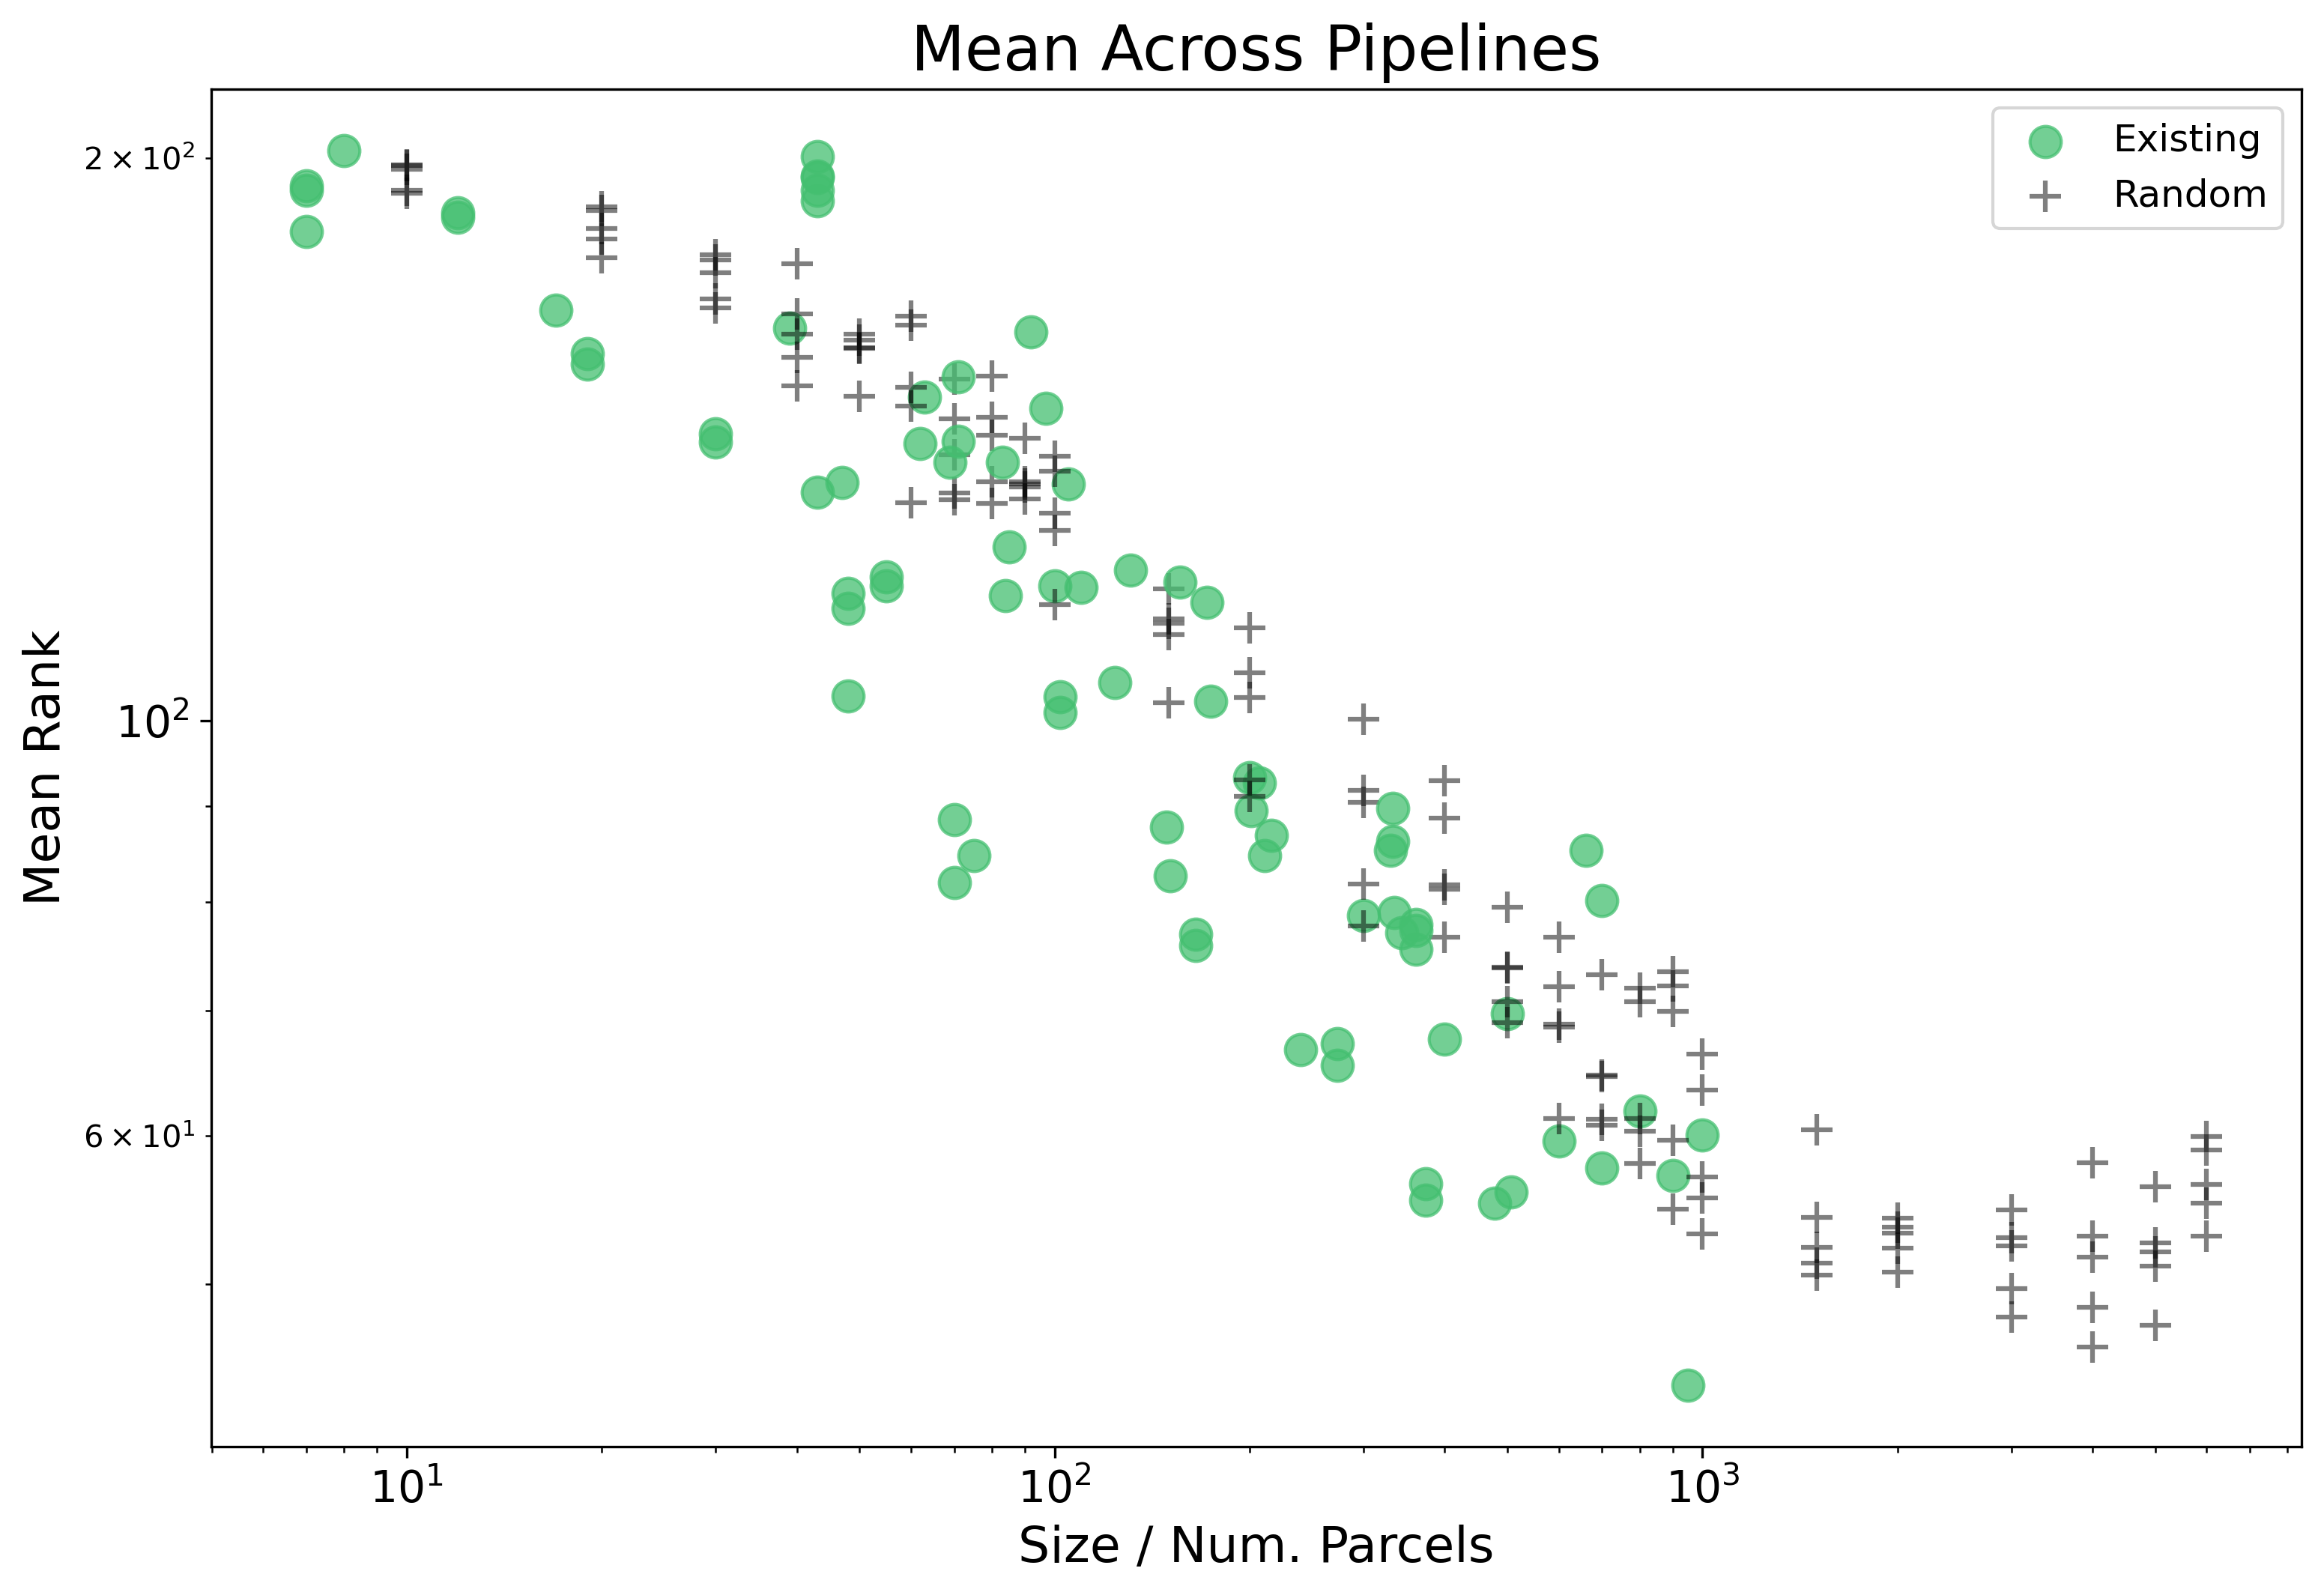 Mean Across Pipelines
Existing
Random
2 × 10²
10²
6 × 10¹
Mean Rank
10¹
10²
10³
Size / Num. Parcels